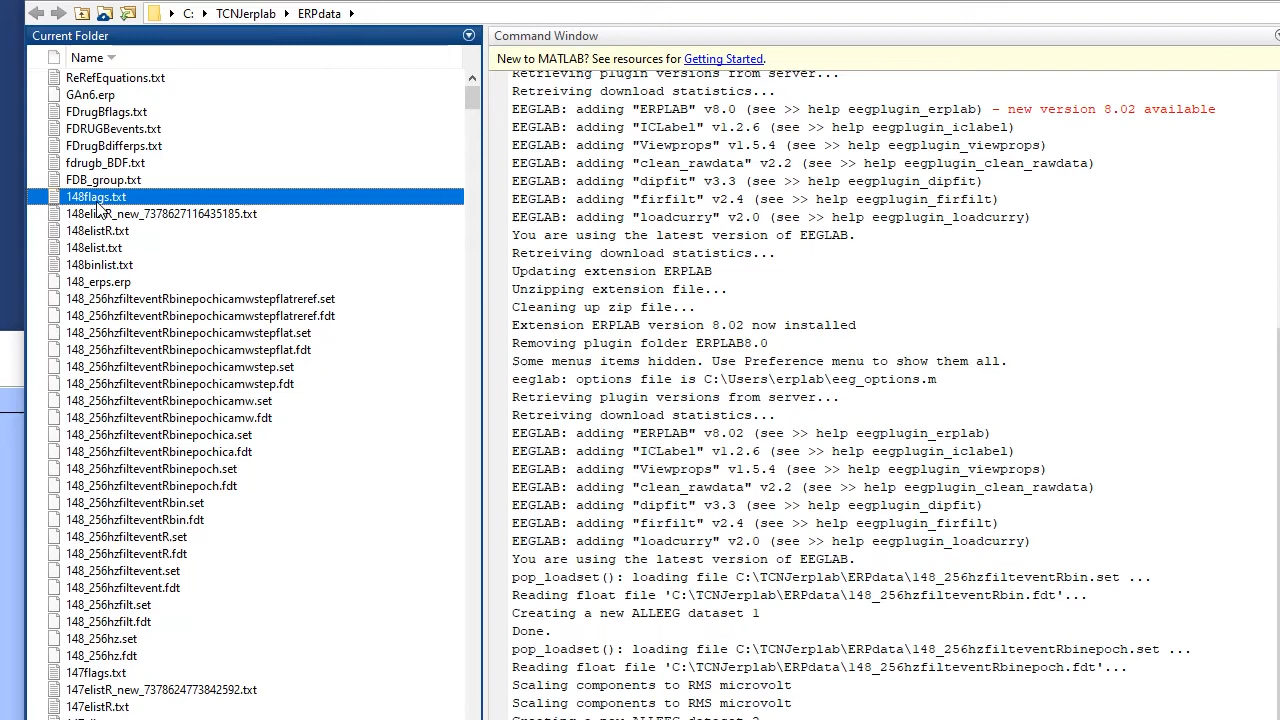 C: TCNJerplab ERPdata
Current Folder
Name
ReRefEquations.txt
GAn6.erp
FDrugBflags.txt
FDRUGBevents.txt
FDrugBdifferps.txt
fdrugb_BDF.txt
FDB_group.txt
148flags.txt
148elistR_new_7378627116435185.txt
148elistR.txt
148elist.txt
148binlist.txt
148_erps.erp
148_256hzfilteventRbinepochicamwstepflatreref.set
148_256hzfilteventRbinepochicamwstepflatreref.fdt
148_256hzfilteventRbinepochicamwstepflat.set
148_256hzfilteventRbinepochicamwstepflat.fdt
148_256hzfilteventRbinepochicamwstep.set
148_256hzfilteventRbinepochicamwstep.fdt
148_256hzfilteventRbinepochicamw.set
148_256hzfilteventRbinepochicamw.fdt
148_256hzfilteventRbinepochica.set
148_256hzfilteventRbinepochica.fdt
148_256hzfilteventRbinepoch.set
148_256hzfilteventRbinepoch.fdt
148_256hzfilteventRbin.set
148_256hzfilteventRbin.fdt
148_256hzfilteventR.set
148_256hzfilteventR.fdt
148_256hzfiltevent.set
148_256hzfiltevent.fdt
148_256hzfilt.set
148_256hzfilt.fdt
148_256hz.set
148_256hz.fdt
147flags.txt
147elistR_new_7378624773842592.txt
147elistR.txt
Command Window
New to MATLAB? See resources for Getting Started.
Retrieving plugin versions from server...
Retreiving download statistics...
EEGLAB: adding "ERPLAB" v8.0 (see >> help eegplugin_erplab) - new version 8.02 available
EEGLAB: adding "ICLabel" v1.2.6 (see >> help eegplugin_iclabel)
EEGLAB: adding "Viewprops" v1.5.4 (see >> help eegplugin_viewprops)
EEGLAB: adding "clean_rawdata" v2.2 (see >> help eegplugin_clean_rawdata)
EEGLAB: adding "dipfit" v3.3 (see >> help eegplugin_dipfit)
EEGLAB: adding "firfilt" v2.4 (see >> help eegplugin_firfilt)
EEGLAB: adding "loadcurry" v2.0 (see >> help eegplugin_loadcurry)
You are using the latest version of EEGLAB.
Retreiving download statistics...
Updating extension ERPLAB
Unzipping extension file...
Cleaning up zip file...
Extension ERPLAB version 8.02 now installed
Removing plugin folder ERPLAB8.0
Some menus items hidden. Use Preference menu to show them all.
eeglab: options file is C:\Users\erplab\eeg_options.m
Retrieving plugin versions from server...
Retreiving download statistics...
EEGLAB: adding "ERPLAB" v8.02 (see >> help eegplugin_erplab)
EEGLAB: adding "ICLabel" v1.2.6 (see >> help eegplugin_iclabel)
EEGLAB: adding "Viewprops" v1.5.4 (see >> help eegplugin_viewprops)
EEGLAB: adding "clean_rawdata" v2.2 (see >> help eegplugin_clean_rawdata)
EEGLAB: adding "dipfit" v3.3 (see >> help eegplugin_dipfit)
EEGLAB: adding "firfilt" v2.4 (see >> help eegplugin_firfilt)
EEGLAB: adding "loadcurry" v2.0 (see >> help eegplugin_loadcurry)
You are using the latest version of EEGLAB.
pop_loadset(): loading file C:\TCNJerplab\ERPdata\148_256hzfilteventRbin.set ...
Reading float file 'C:\TCNJerplab\ERPdata\148_256hzfilteventRbin.fdt'...
Creating a new ALLEEG dataset 1
Done.
pop_loadset(): loading file C:\TCNJerplab\ERPdata\148_256hzfilteventRbinepoch.set ...
Reading float file 'C:\TCNJerplab\ERPdata\148_256hzfilteventRbinepoch.fdt'...
Scaling components to RMS microvolt
Scaling components to RMS microvolt